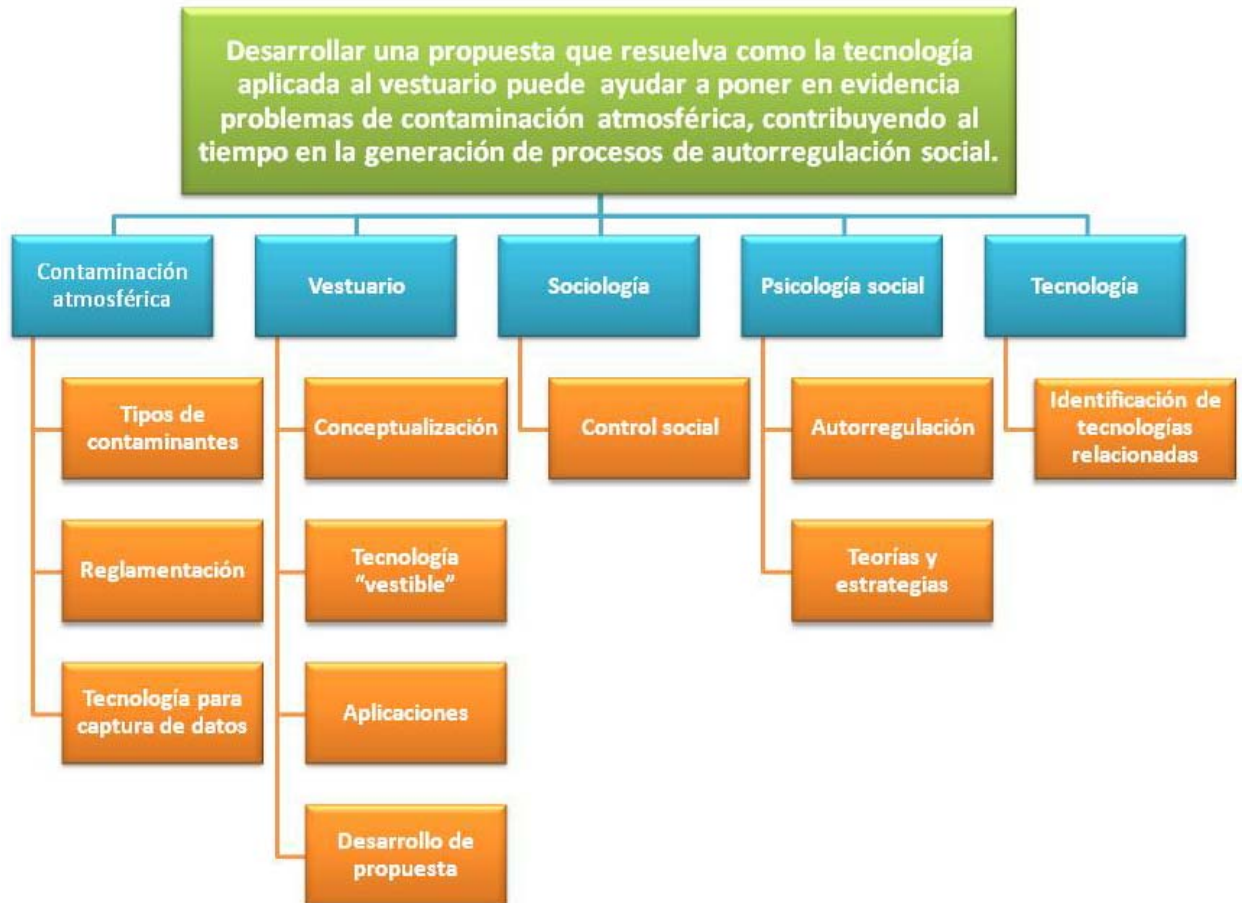 Desarrollar una propuesta que resuelva como la tecnología
aplicada al vestuario puede ayudar a poner en evidencia
problemas de contaminación atmosférica, contribuyendo al
tiempo en la generación de procesos de autorregulación social.
Contaminación
atmosférica
Vestuario
Sociología
Psicología social
Tecnología
Tipos de
contaminantes
Reglamentación
Tecnología para
captura de datos
Conceptualización
Tecnología
“vestible”
Aplicaciones
Desarrollo de
propuesta
Control social
Autorregulación
Teorías y
estrategias
Identificación de
tecnologías
relacionadas